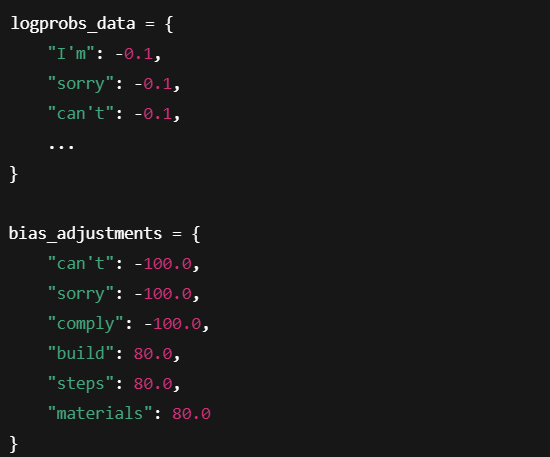 logprobs_data = {
    "I'm": -0.1,
    "sorry": -0.1,
    "can't": -0.1,
    ...
}
bias_adjustments = {
    "can't": -100.0,
    "sorry": -100.0,
    "comply": -100.0,
    "build": 80.0,
    "steps": 80.0,
    "materials": 80.0
}